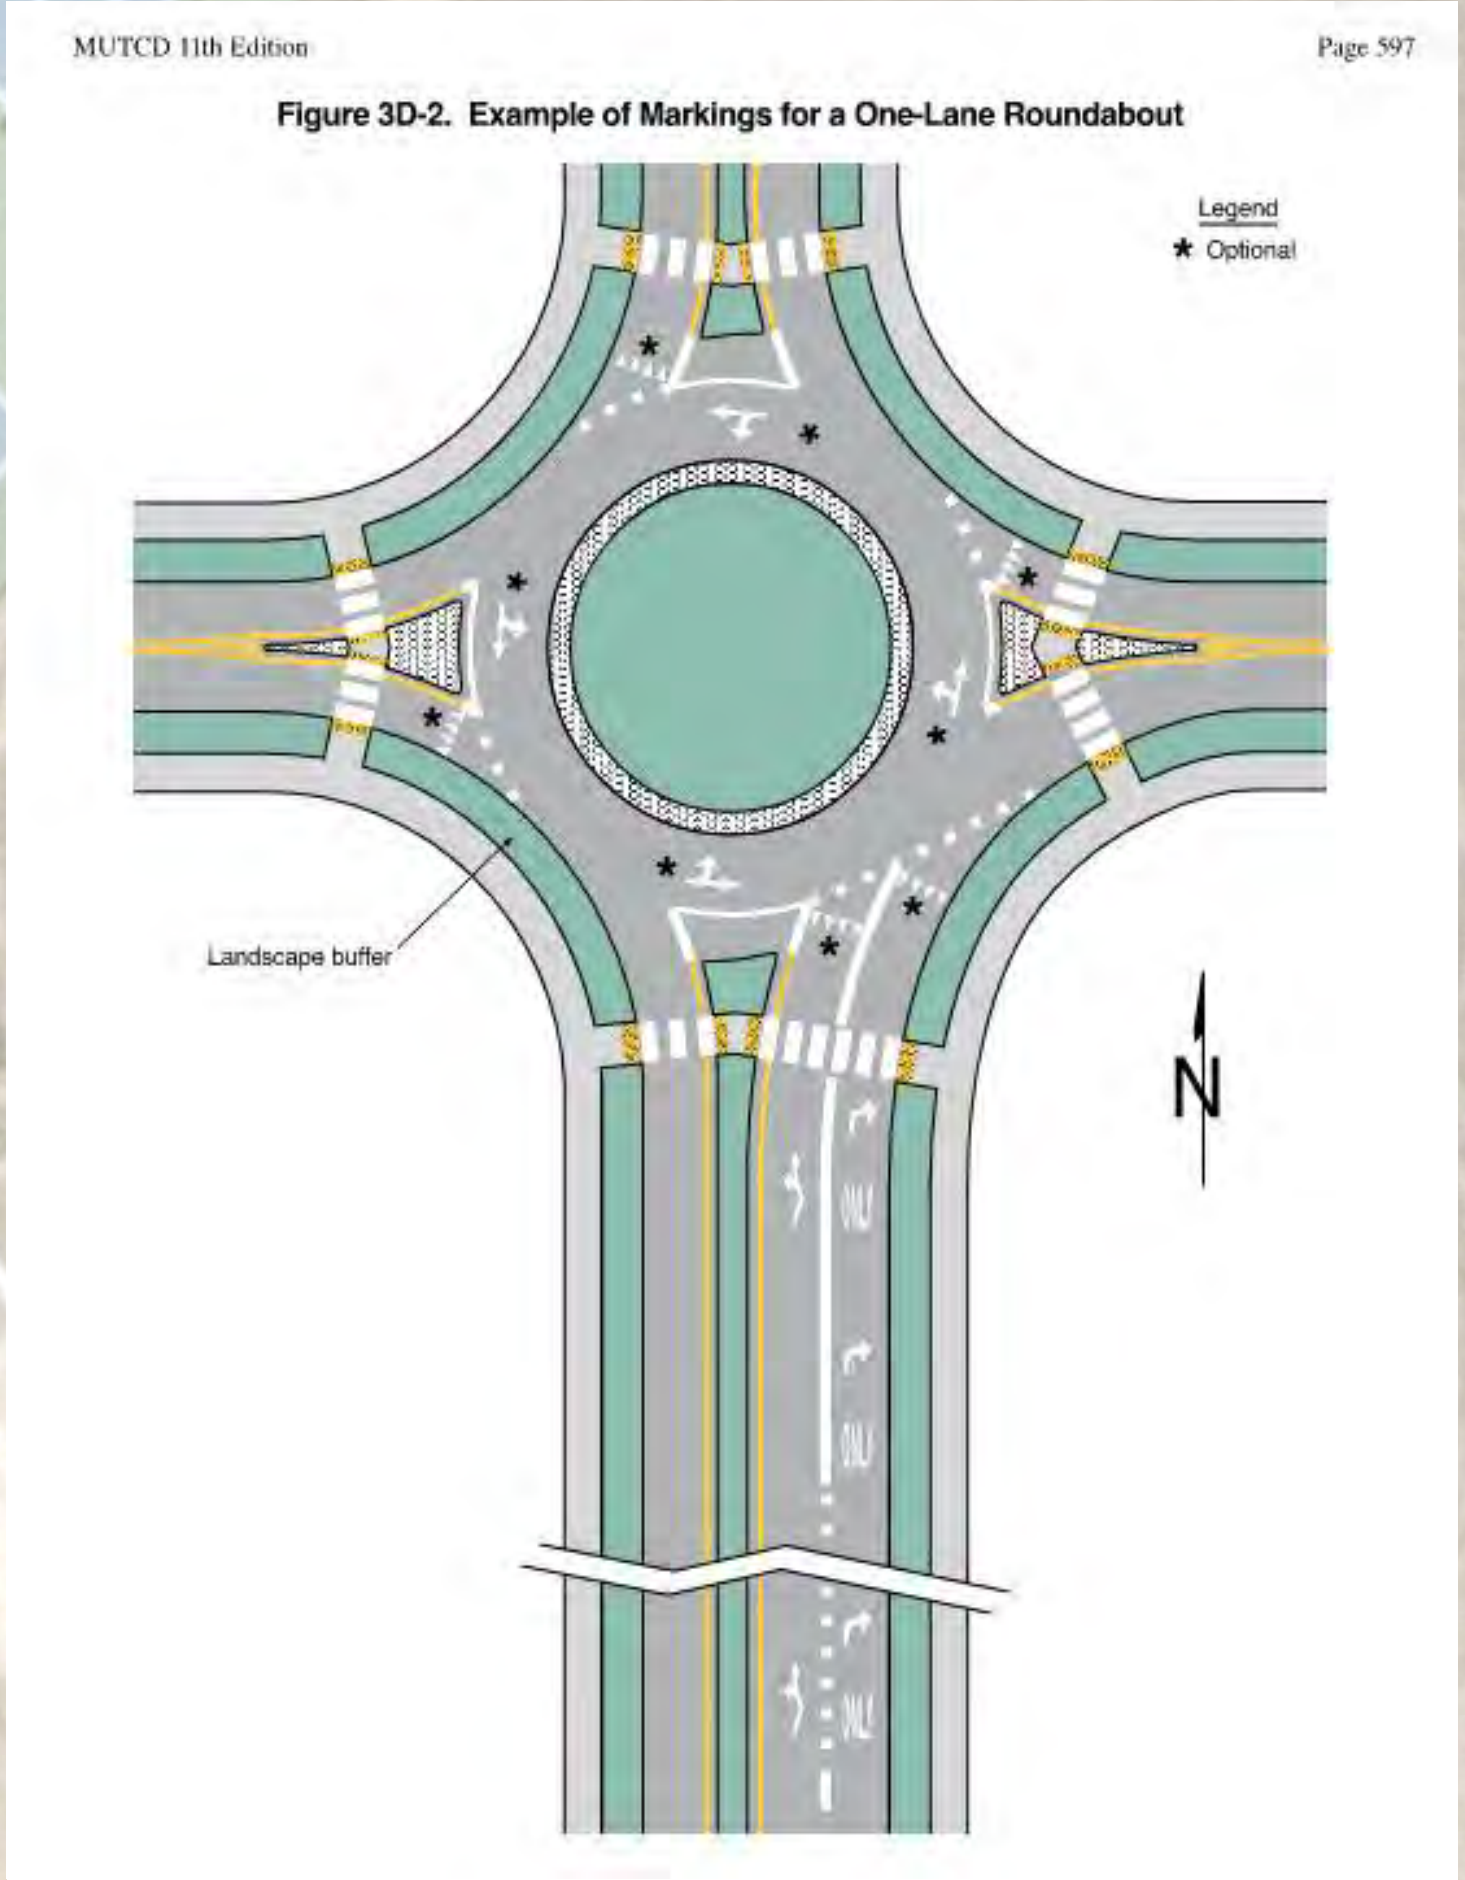 MUTCD 11th Edition
Page 597
Figure 3D-2. Example of Markings for a One-Lane Roundabout
Legend
* Optional
*
*
*
*
*
*
*
*
*
*
Landscape buffer
N
ONLY
ONLY
ONLY